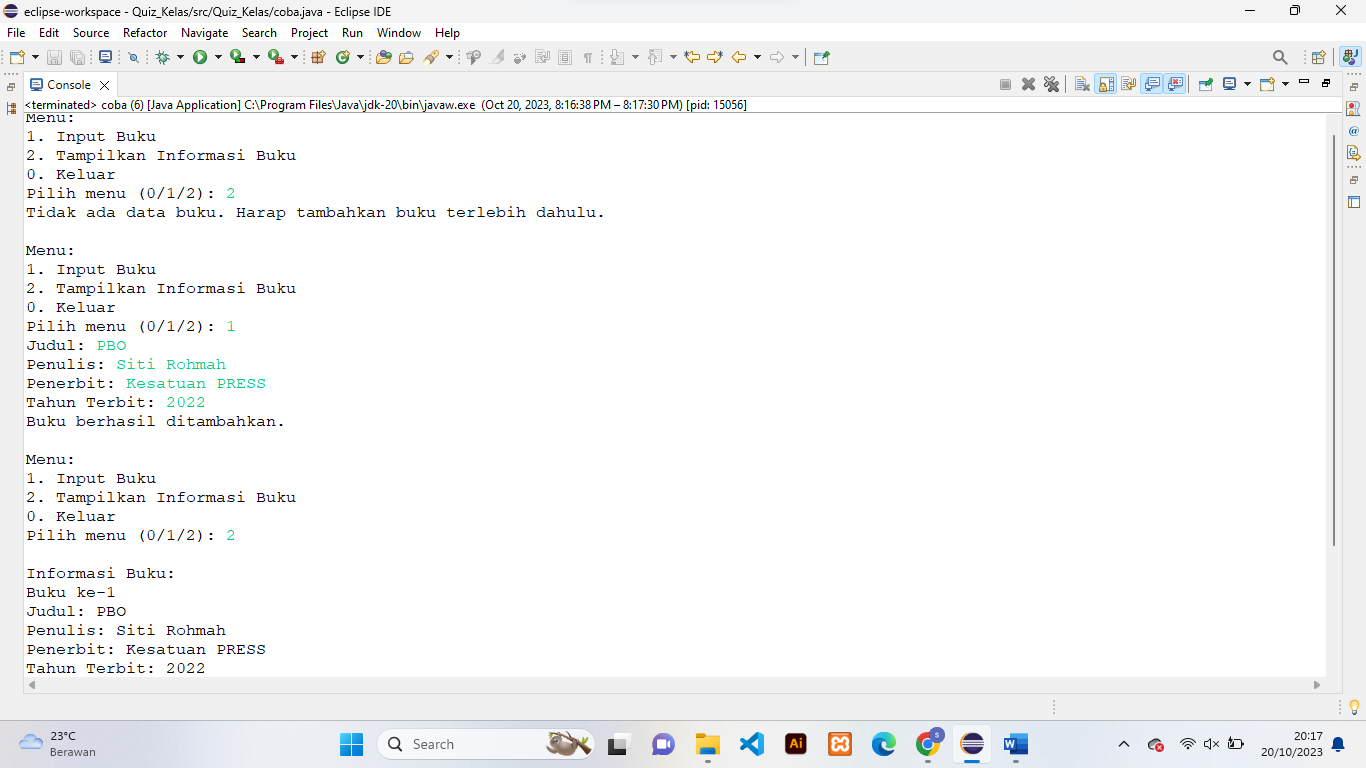 eclipse-workspace - Quiz_Kelas/src/Quiz_Kelas/coba.java - Eclipse IDE
File Edit Source Refactor Navigate Search Project Run Window Help
Console
<terminated> coba (6) [Java Application] C:\Program Files\Java\jdk-20\bin\javaw.exe (Oct 20, 2023, 8:16:38 PM – 8:17:30 PM) [pid: 15056]
Menu:
1. Input Buku
2. Tampilkan Informasi Buku
0. Keluar
Pilih menu (0/1/2): 2
Tidak ada data buku. Harap tambahkan buku terlebih dahulu.
Menu:
1. Input Buku
2. Tampilkan Informasi Buku
0. Keluar
Pilih menu (0/1/2): 1
Judul: PBO
Penulis: Siti Rohmah
Penerbit: Kesatuan PRESS
Tahun Terbit: 2022
Buku berhasil ditambahkan.
Menu:
1. Input Buku
2. Tampilkan Informasi Buku
0. Keluar
Pilih menu (0/1/2): 2
Informasi Buku:
Buku ke-1
Judul: PBO
Penulis: Siti Rohmah
Penerbit: Kesatuan PRESS
Tahun Terbit: 2022
23°C
Berawan
Search
Ai
S
W
20:17
20/10/2023